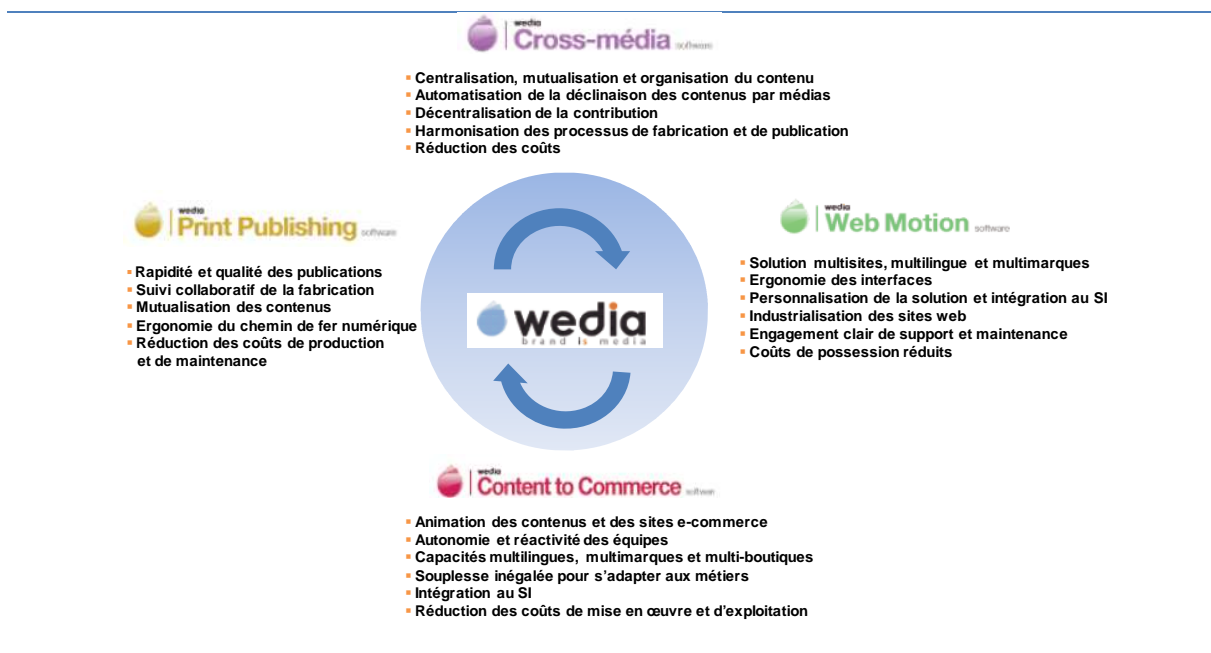 wedia
Cross-média software
▪ Centralisation, mutualisation et organisation du contenu
▪ Automatisation de la déclinaison des contenus par médias
▪ Décentralisation de la contribution
▪ Harmonisation des processus de fabrication et de publication
▪ Réduction des coûts
wedia
Print Publishing software
▪ Rapidité et qualité des publications
▪ Suivi collaboratif de la fabrication
▪ Mutualisation des contenus
▪ Ergonomie du chemin de fer numérique
▪ Réduction des coûts de production
et de maintenance
wedia
brand is media
wedia
Web Motion software
▪ Solution multisites, multilingue et multimarques
▪ Ergonomie des interfaces
▪ Personnalisation de la solution et intégration au SI
▪ Industrialisation des sites web
▪ Engagement clair de support et maintenance
▪ Coûts de possession réduits
wedia
Content to Commerce software
▪ Animation des contenus et des sites e-commerce
▪ Autonomie et réactivité des équipes
▪ Capacités multilingues, multimarques et multi-boutiques
▪ Souplesse inégalée pour s’adapter aux métiers
▪ Intégration au SI
▪ Réduction des coûts de mise en œuvre et d’exploitation